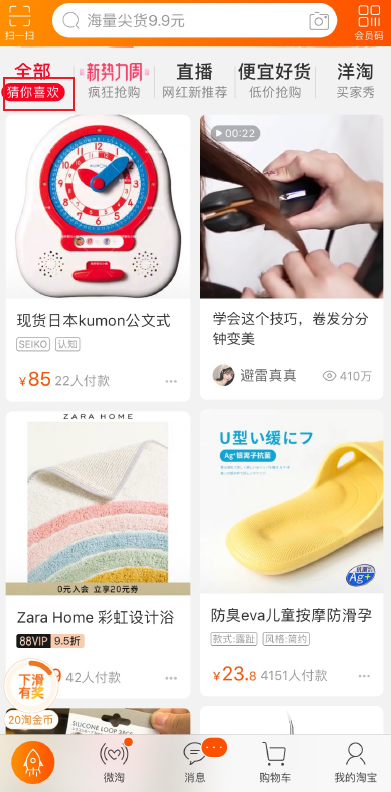 海量尖货9.9元
扫一扫
会员码
全部 新势力周 直播 便宜好货 洋淘
猜你喜欢 疯狂抢购 网红新推荐 低价抢购 买家秀
KUMON
现货日本kumon公文式
SEIKO 认知
¥85 22人付款
00:22
学会这个技巧，卷发分分
钟变美
避雷真真 410万
ZARA HOME
0元入会 立享20元券
Zara Home 彩虹设计浴
88VIP 9.5折
9 42人付款
U型い缓にフ
Ag+银离子抗菌
抗菌
Ag+
防臭eva儿童按摩防滑孕
款式:露趾 风格:简约
¥23.8 4151人付款
下滑
有奖
20淘金币
SILICONE LOOP 2PC
微淘 消息 购物车 我的淘宝